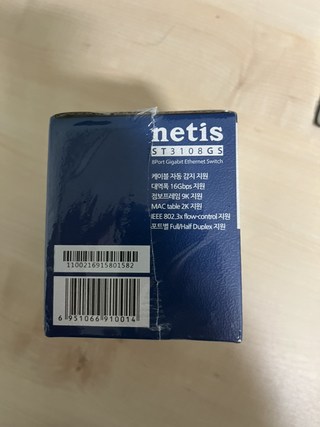 netis
ST3108GS
8Port Gigabit Ethernet Switch
케이블 자동 감지 지원
대역폭 16Gbps 지원
점보프레임 9K 지원
MAC table 2K 지원
IEEE 802.3x flow-control 지원
포트별 Full/Half Duplex 지원
1100216915801582
6 951066 910014